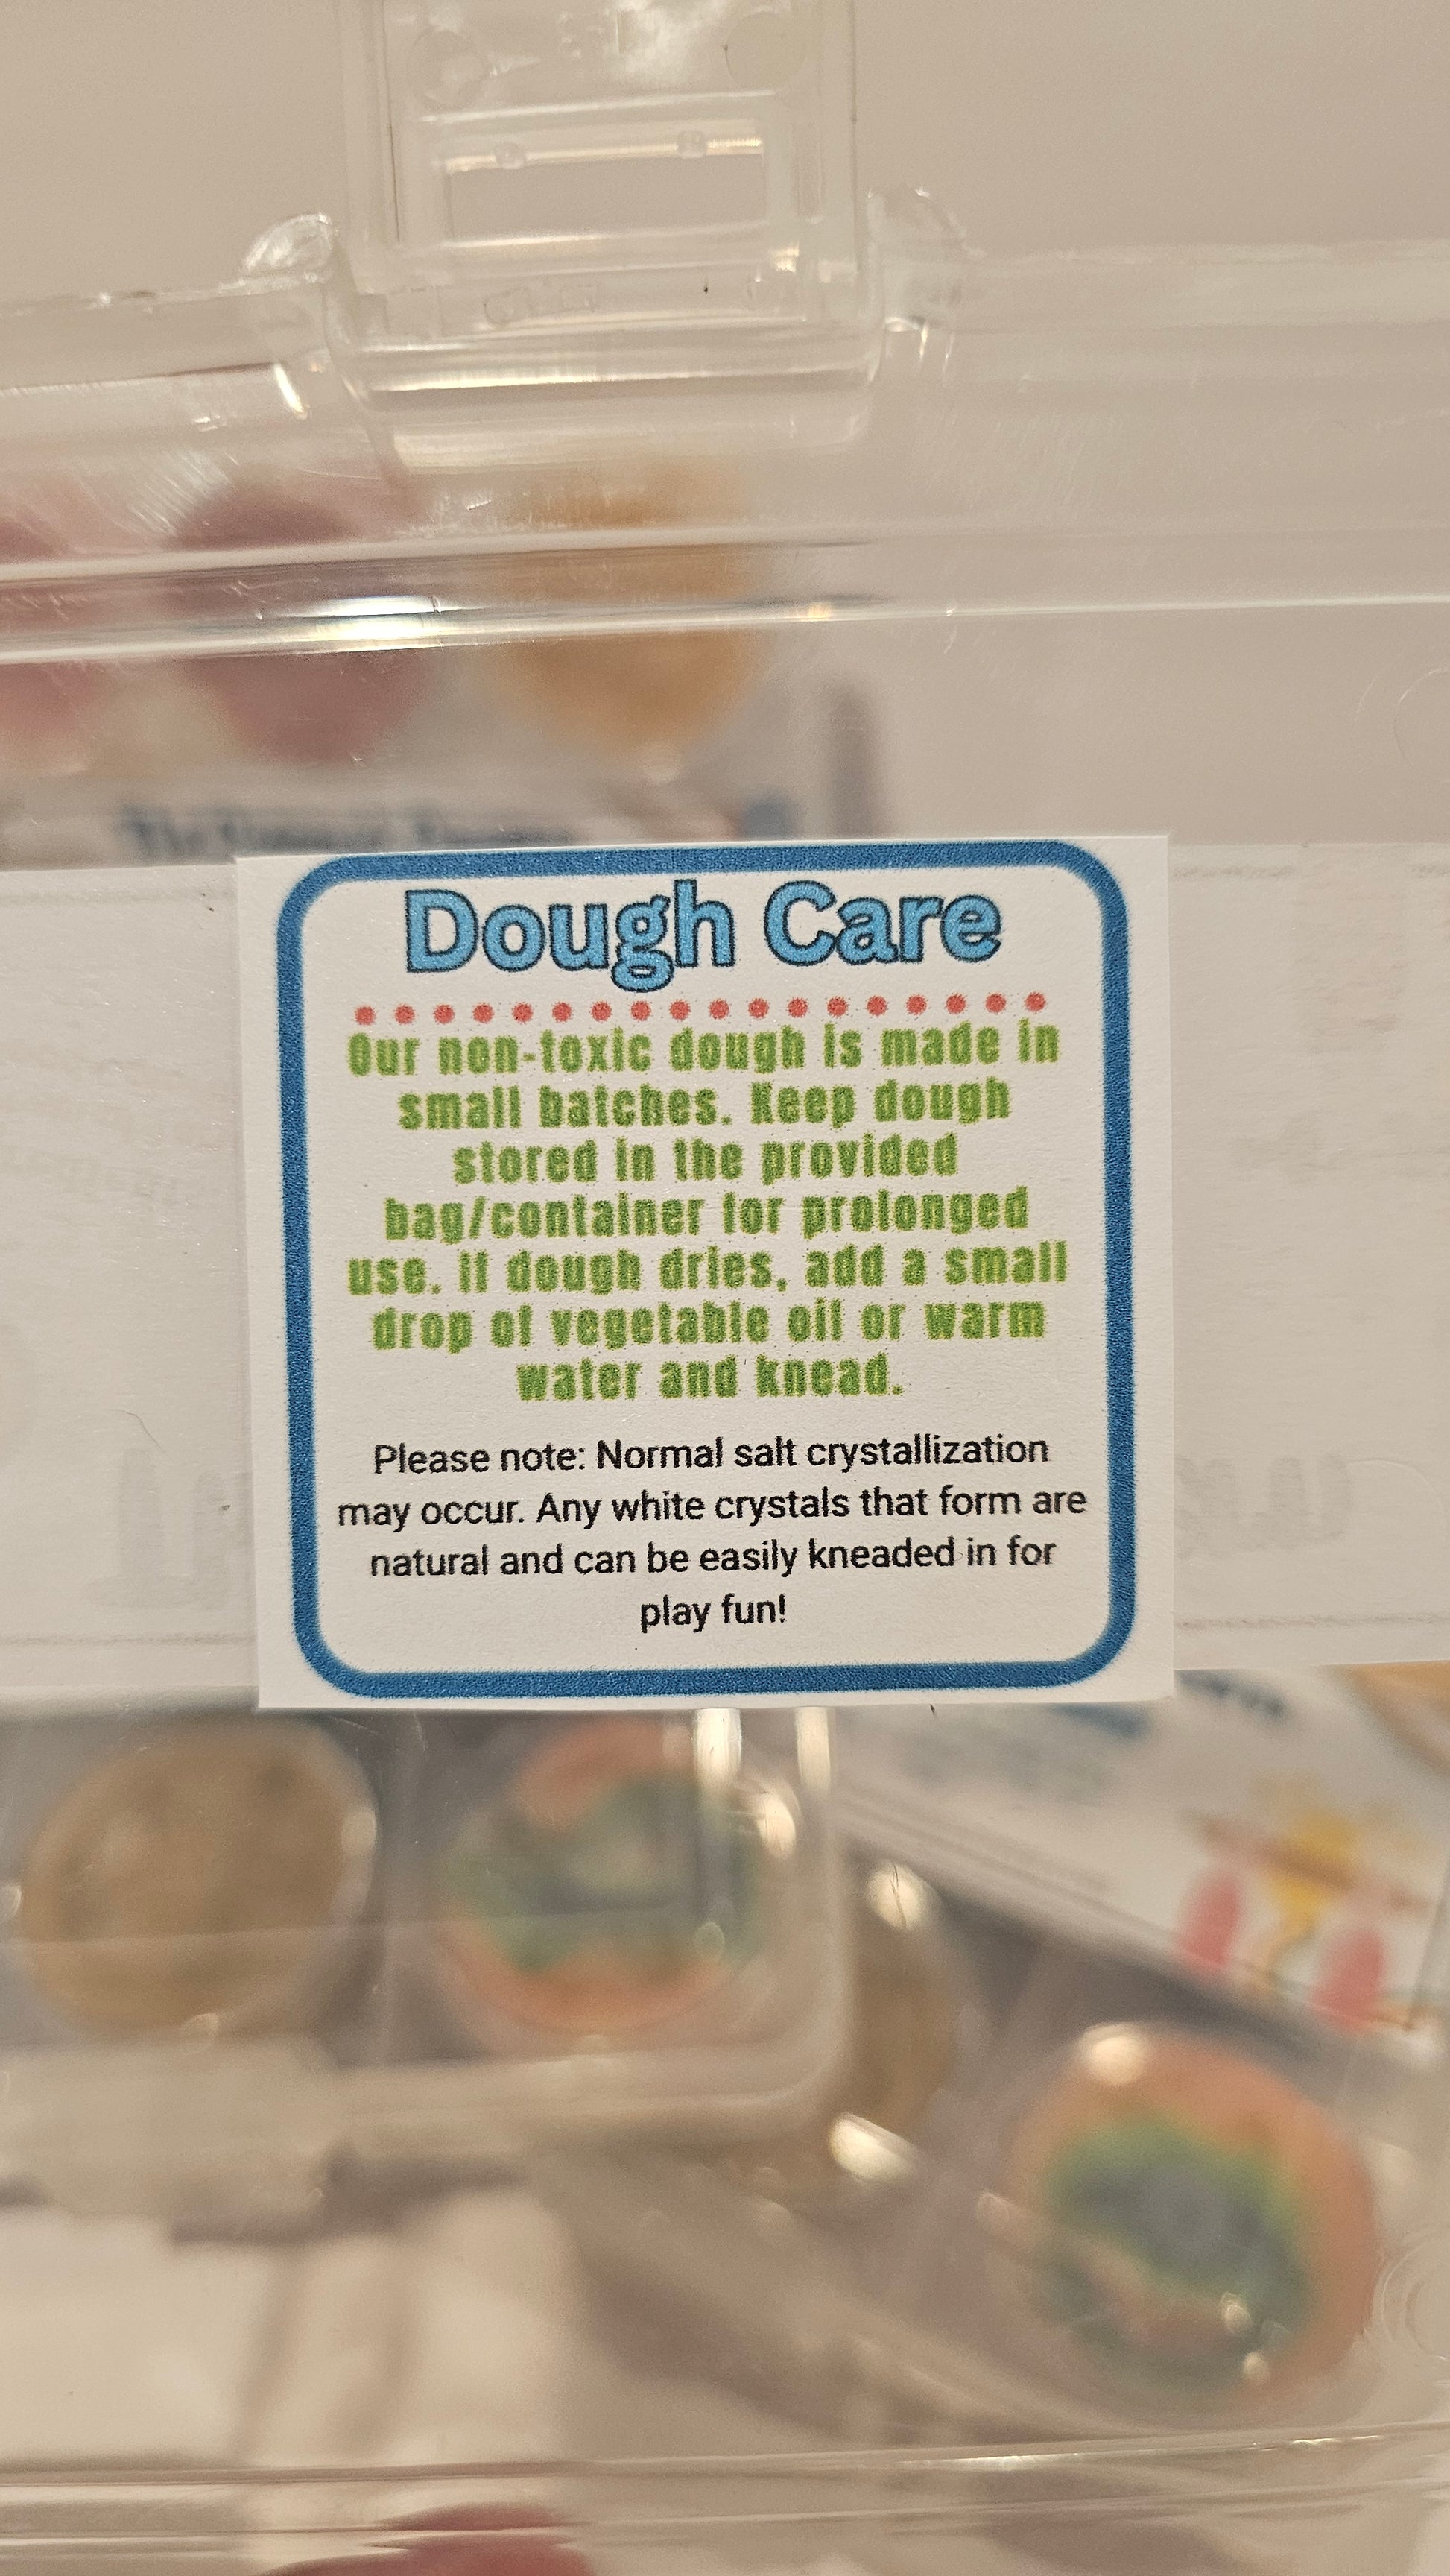 Dough Care
Our non-toxic dough is made in
small batches. Keep dough
stored in the provided
bag/container for prolonged
use. If dough dries, add a small
drop of vegetable oil or warm
water and knead.
Please note: Normal salt crystallization
may occur. Any white crystals that form are
natural and can be easily kneaded in for
play fun!